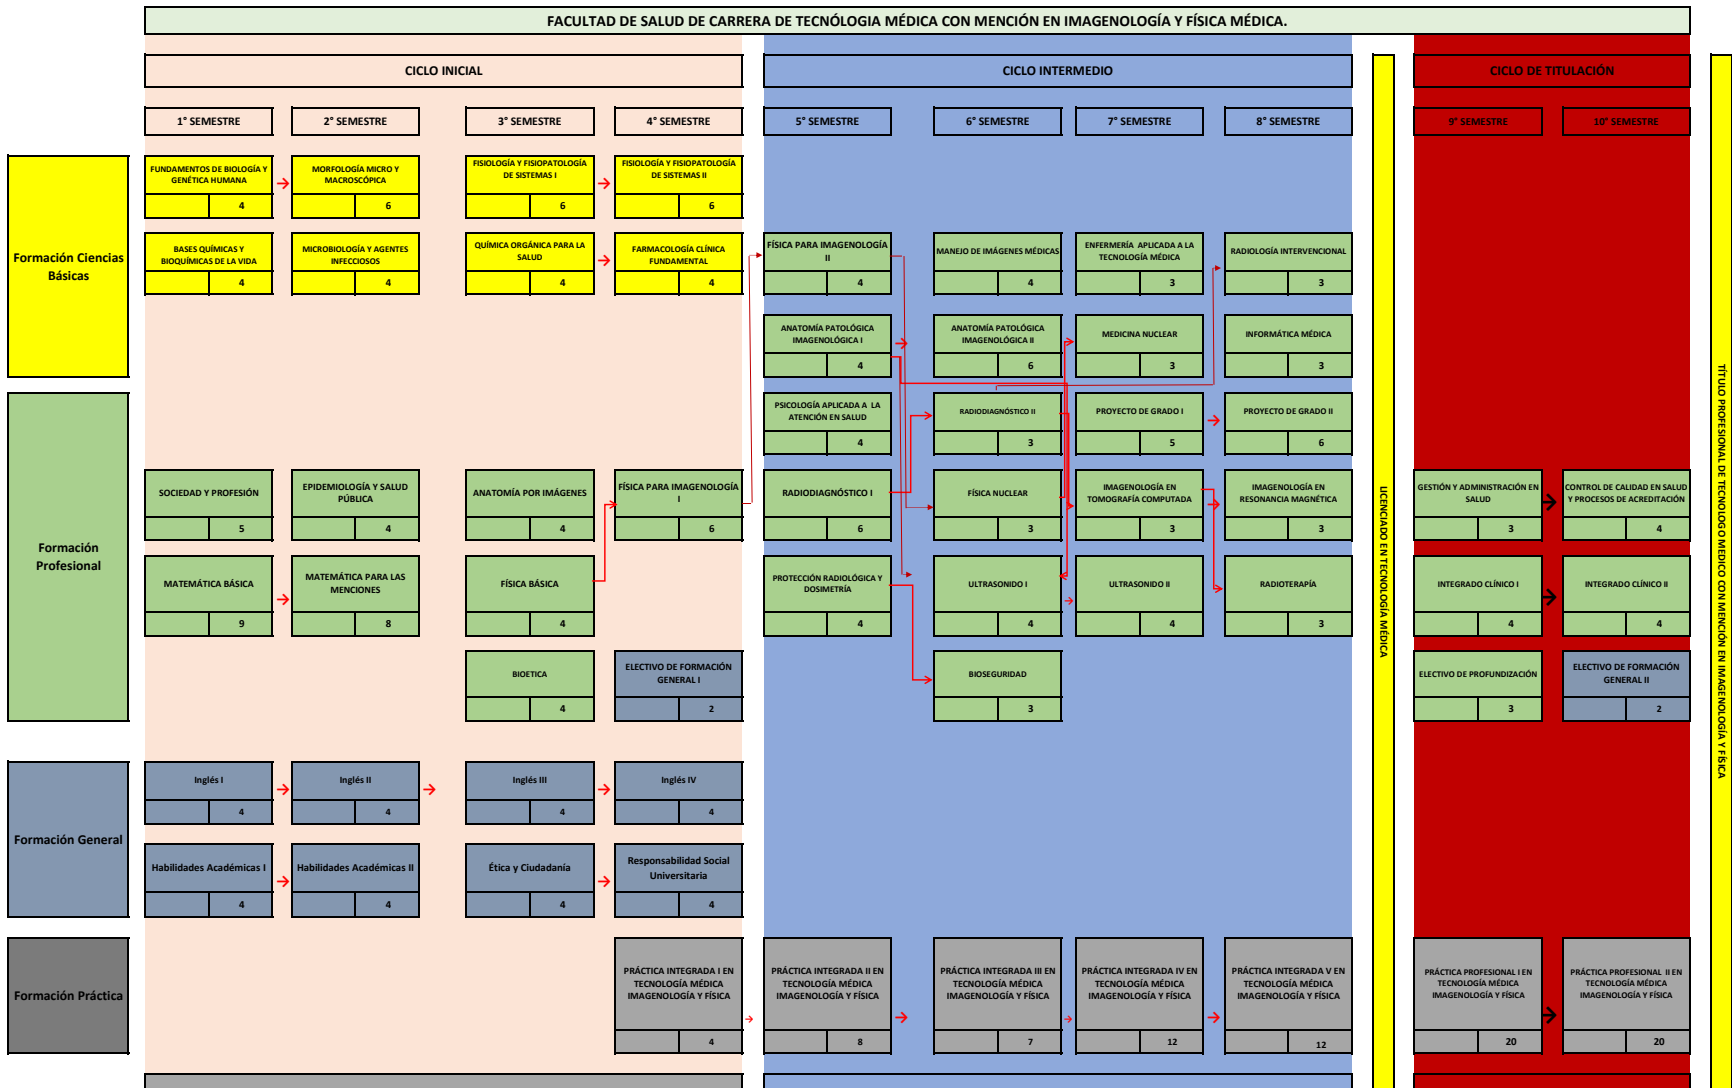 FACULTAD DE SALUD DE CARRERA DE TECNÓLOGIA MÉDICA CON MENCIÓN EN IMAGENOLOGÍA Y FÍSICA MÉDICA.
CICLO INICIAL
CICLO INTERMEDIO
CICLO DE TITULACIÓN
1° SEMESTRE
2° SEMESTRE
3° SEMESTRE
4° SEMESTRE
5° SEMESTRE
6° SEMESTRE
7° SEMESTRE
8° SEMESTRE
9° SEMESTRE
10° SEMESTRE
Formación Ciencias
Básicas
FUNDAMENTOS DE BIOLOGÍA Y
GENÉTICA HUMANA
4
MORFOLOGÍA MICRO Y
MACROSCÓPICA
6
FISIOLOGÍA Y FISIOPATOLOGÍA
DE SISTEMAS I
6
FISIOLOGÍA Y FISIOPATOLOGÍA
DE SISTEMAS II
6
BASES QUÍMICAS Y
BIOQUÍMICAS DE LA VIDA
4
MICROBIOLOGÍA Y AGENTES
INFECCIOSOS
4
QUÍMICA ORGÁNICA PARA LA
SALUD
4
FARMACOLOGÍA CLÍNICA
FUNDAMENTAL
4
FÍSICA PARA IMAGENOLOGÍA
II
4
MANEJO DE IMÁGENES MÉDICAS
4
ENFERMERÍA APLICADA A LA
TECNOLOGÍA MÉDICA
3
RADIOLOGÍA INTERVENCIONAL
3
ANATOMÍA PATOLÓGICA
IMAGENOLÓGICA I
4
ANATOMÍA PATOLÓGICA
IMAGENOLÓGICA II
6
MEDICINA NUCLEAR
3
INFORMÁTICA MÉDICA
3
Formación
Profesional
PSICOLOGÍA APLICADA A LA
ATENCIÓN EN SALUD
4
RADIODIAGNÓSTICO II
3
PROYECTO DE GRADO I
5
PROYECTO DE GRADO II
6
SOCIEDAD Y PROFESIÓN
5
EPIDEMIOLOGÍA Y SALUD
PÚBLICA
4
ANATOMÍA POR IMÁGENES
4
FÍSICA PARA IMAGENOLOGÍA
I
6
RADIODIAGNÓSTICO I
6
FÍSICA NUCLEAR
3
IMAGENOLOGÍA EN
TOMOGRAFÍA COMPUTADA
3
IMAGENOLOGÍA EN
RESONANCIA MAGNÉTICA
3
GESTIÓN Y ADMINISTRACIÓN EN
SALUD
3
CONTROL DE CALIDAD EN SALUD
Y PROCESOS DE ACREDITACIÓN
4
MATEMÁTICA BÁSICA
9
MATEMÁTICA PARA LAS
MENCIONES
8
FÍSICA BÁSICA
4
PROTECCIÓN RADIOLÓGICA Y
DOSIMETRÍA
4
ULTRASONIDO I
4
ULTRASONIDO II
4
RADIOTERAPÍA
3
INTEGRADO CLÍNICO I
4
INTEGRADO CLÍNICO II
4
BIOETICA
4
ELECTIVO DE FORMACIÓN
GENERAL I
2
BIOSEGURIDAD
3
ELECTIVO DE PROFUNDIZACIÓN
3
ELECTIVO DE FORMACIÓN
GENERAL II
2
Formación General
Inglés I
4
Inglés II
4
Inglés III
4
Inglés IV
4
Habilidades Académicas I
4
Habilidades Académicas II
4
Ética y Ciudadanía
4
Responsabilidad Social
Universitaria
4
Formación Práctica
PRÁCTICA INTEGRADA I EN
TECNOLOGÍA MÉDICA
IMAGENOLOGÍA Y FÍSICA
4
PRÁCTICA INTEGRADA II EN
TECNOLOGÍA MÉDICA
IMAGENOLOGÍA Y FÍSICA
8
PRÁCTICA INTEGRADA III EN
TECNOLOGÍA MÉDICA
IMAGENOLOGÍA Y FÍSICA
7
PRÁCTICA INTEGRADA IV EN
TECNOLOGÍA MÉDICA
IMAGENOLOGÍA Y FÍSICA
12
PRÁCTICA INTEGRADA V EN
TECNOLOGÍA MÉDICA
IMAGENOLOGÍA Y FÍSICA
12
PRÁCTICA PROFESIONAL I EN
TECNOLOGÍA MÉDICA
IMAGENOLOGÍA Y FÍSICA
20
PRÁCTICA PROFESIONAL II EN
TECNOLOGÍA MÉDICA
IMAGENOLOGÍA Y FÍSICA
20
LICENCIADO EN TECNOLOGÍA MÉDICA
TÍTULO PROFESIONAL DE TECNOLOGO MEDICO CON MENCIÓN EN IMAGENOLOGÍA Y FÍSICA